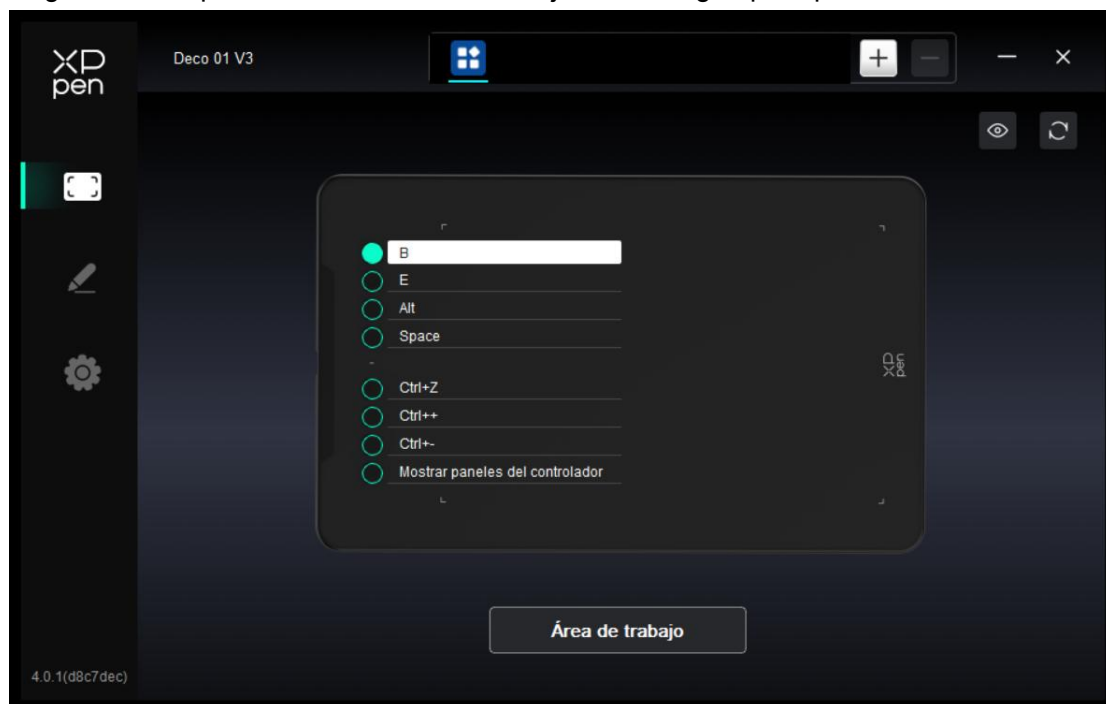 XP
pen
Deco 01 V3
B
E
Alt
Space
-
Ctrl+Z
Ctrl++
Ctrl+-
Mostrar paneles del controlador
XP
pen
Área de trabajo
4.0.1(d8c7dec)